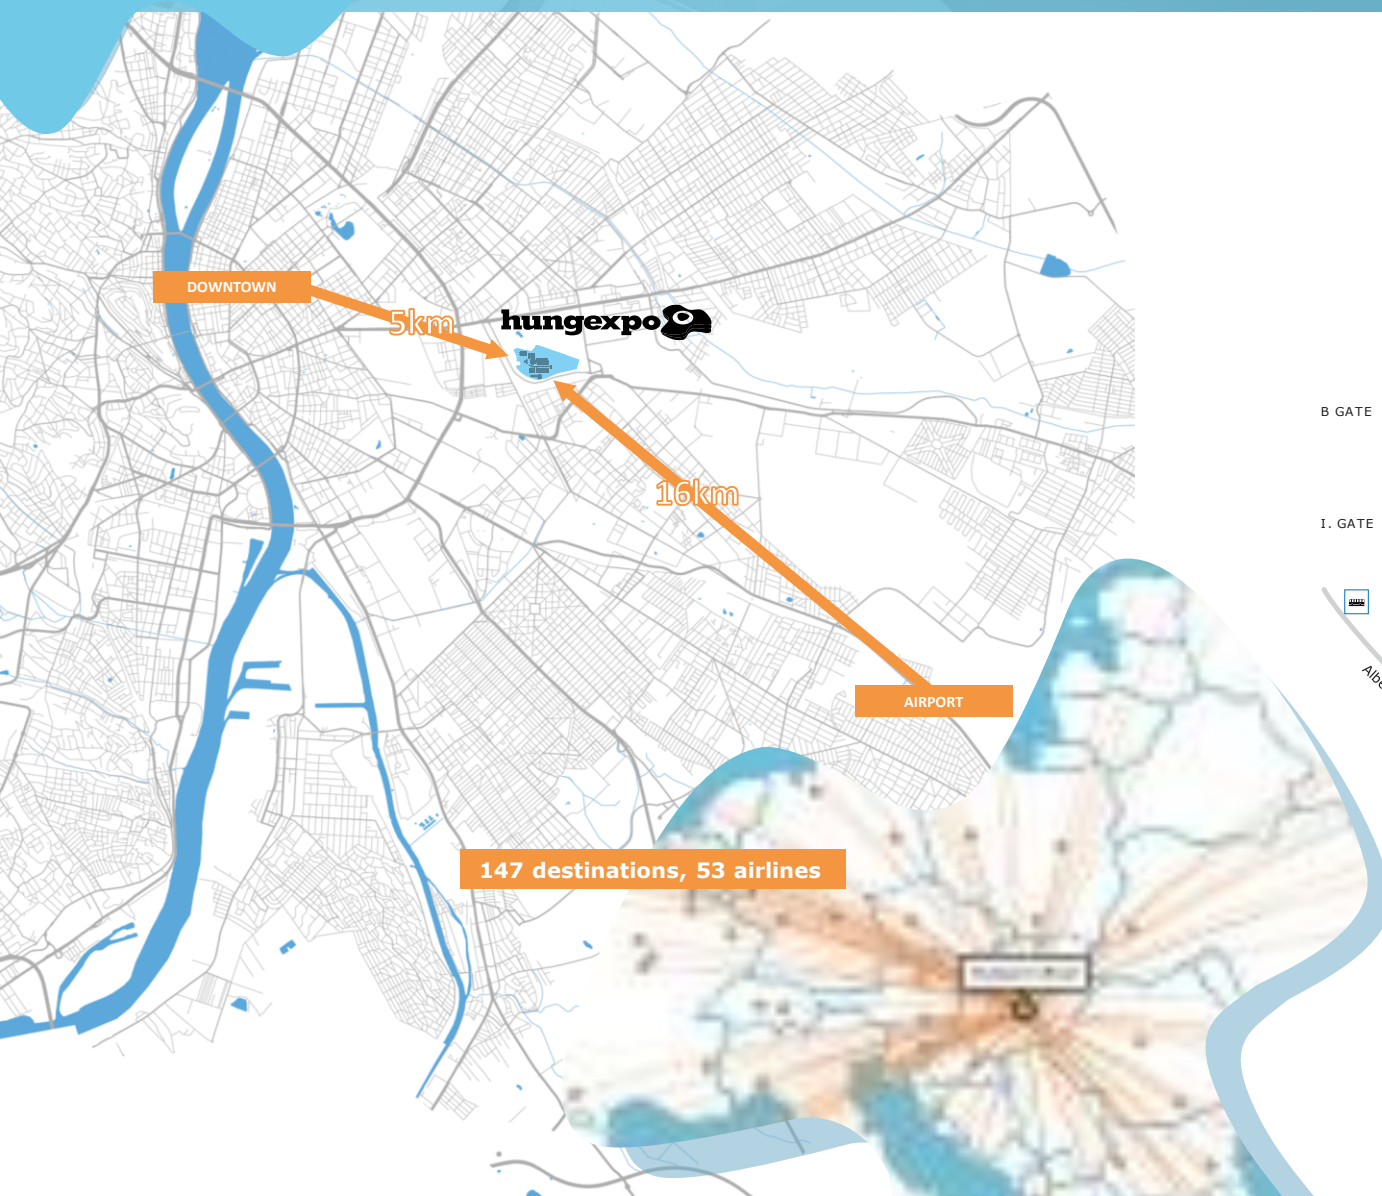 DOWNTOWN
5km
hungexpo
16km
B GATE
I. GATE
AIRPORT
147 destinations, 53 airlines